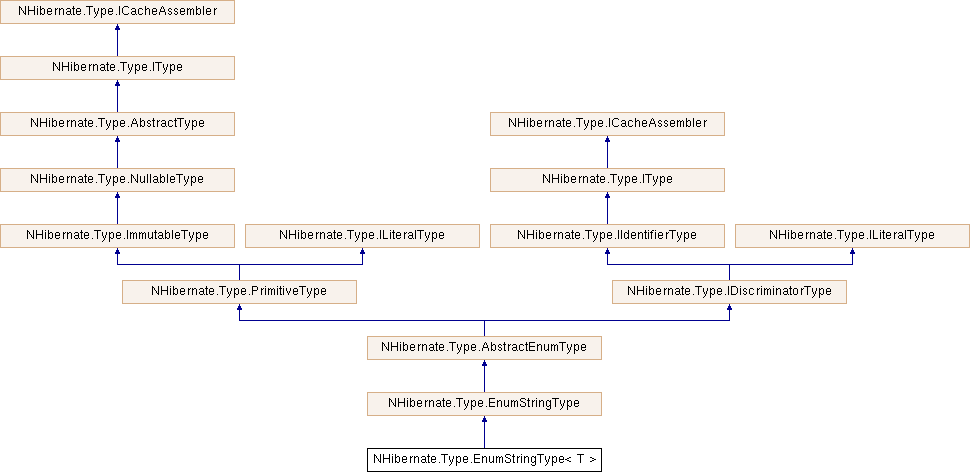 NHibernate.Type.ICacheAssembler
NHibernate.Type.IType
NHibernate.Type.AbstractType
NHibernate.Type.ICacheAssembler
NHibernate.Type.NullableType
NHibernate.Type.IType
NHibernate.Type.ImmutableType
NHibernate.Type.ILiteralType
NHibernate.Type.IIdentifierType
NHibernate.Type.ILiteralType
NHibernate.Type.PrimitiveType
NHibernate.Type.IDiscriminatorType
NHibernate.Type.AbstractEnumType
NHibernate.Type.EnumStringType
NHibernate.Type.EnumStringType< T >